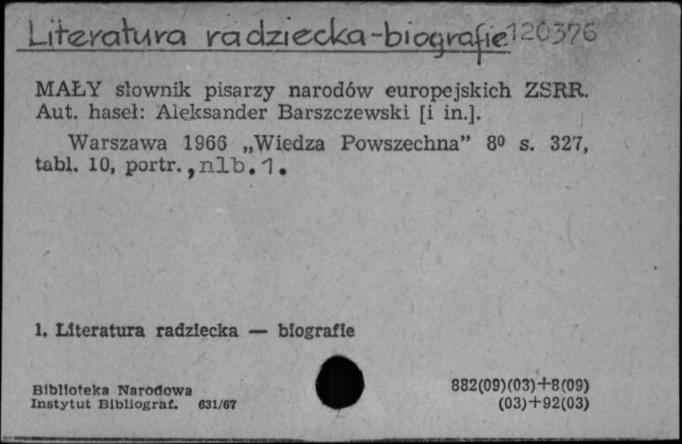 Literatura radziecka-biografie 120376
MAŁY słownik pisarzy narodów europejskich ZSRR.
Aut. haseł: Aleksander Barszczewski [i in.].
Warszawa 1966 „Wiedza Powszechna” 8⁰ s. 327,
tabl. 10, portr., nlb. 1.
1. Literatura radziecka — biografie
Biblioteka Narodowa
Instytut Bibliograf. 631/67
882(09)(03)+8(09)
(03)+92(03)